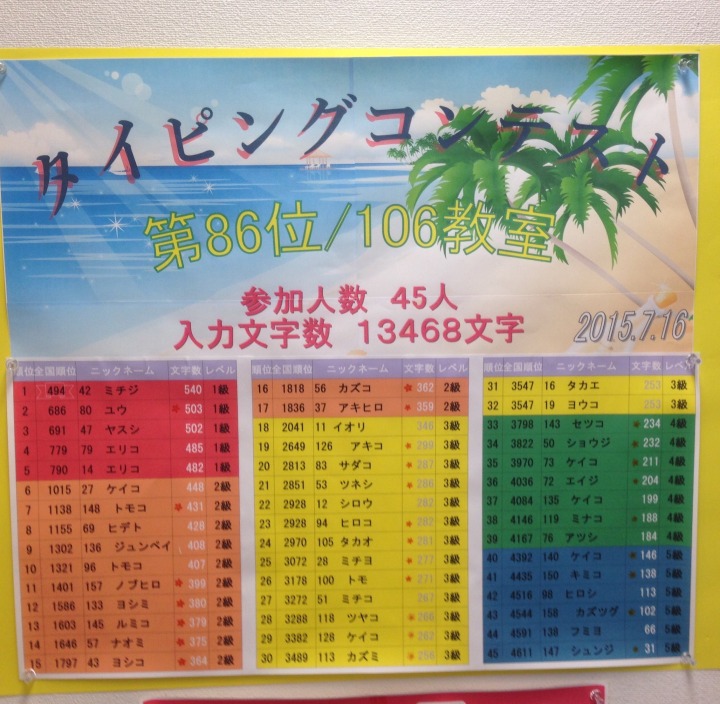 タイピングコンテスト
第86位/106教室
参加人数 45人
入力文字数 13468文字
2015.7.16
順位 全国順位 ニックネーム 文字数 レベル
1 494 42 ミチジ 540 1級
2 686 80 ユウ 503 1級
3 691 47 ヤスシ 502 1級
4 779 79 エリコ 485 1級
5 790 14 エリコ 482 1級
6 1015 27 ケイコ 448 2級
7 1138 148 トモコ 431 2級
8 1155 69 ヒデト 428 2級
9 1302 136 ジュンペイ 408 2級
10 1321 96 トモコ 407 2級
11 1401 157 ノブヒロ 399 2級
12 1586 133 ヨシミ 380 2級
13 1603 145 ルミコ 379 2級
14 1646 57 ナオミ 375 2級
15 1797 43 ヨシコ 364 2級
順位 全国順位 ニックネーム 文字数 レベル
16 1818 56 カズコ 362 2級
17 1836 37 アキヒロ 359 2級
18 2041 11 イオリ 346 3級
19 2649 126 アキコ 299 3級
20 2813 83 サダコ 287 3級
21 2851 53 ツネシ 286 3級
22 2928 12 シロウ 282 3級
23 2928 94 ヒロコ 282 3級
24 2970 105 タカオ 281 3級
25 3072 28 ミチヨ 277 3級
26 3178 100 トモ 271 3級
27 3272 51 ミチコ 267 3級
28 3288 118 ツヤコ 266 3級
29 3382 128 ケイコ 262 3級
30 3489 113 カズミ 256 3級
順位 全国順位 ニックネーム 文字数 レベル
31 3547 16 タカエ 253 3級
32 3547 19 ヨウコ 253 3級
33 3798 143 セツコ 234 4級
34 3822 50 ショウジ 232 4級
35 3970 73 ケイコ 211 4級
36 4036 72 エイジ 204 4級
37 4084 135 ケイコ 199 4級
38 4146 119 ミナコ 188 4級
39 4167 76 アツシ 184 4級
40 4392 140 ケイコ 146 5級
41 4435 150 キミコ 138 5級
42 4516 98 ヒロシ 113 5級
43 4544 158 カズツグ 102 5級
44 4591 138 フミヨ 66 5級
45 4611 147 シュンジ 31 5級